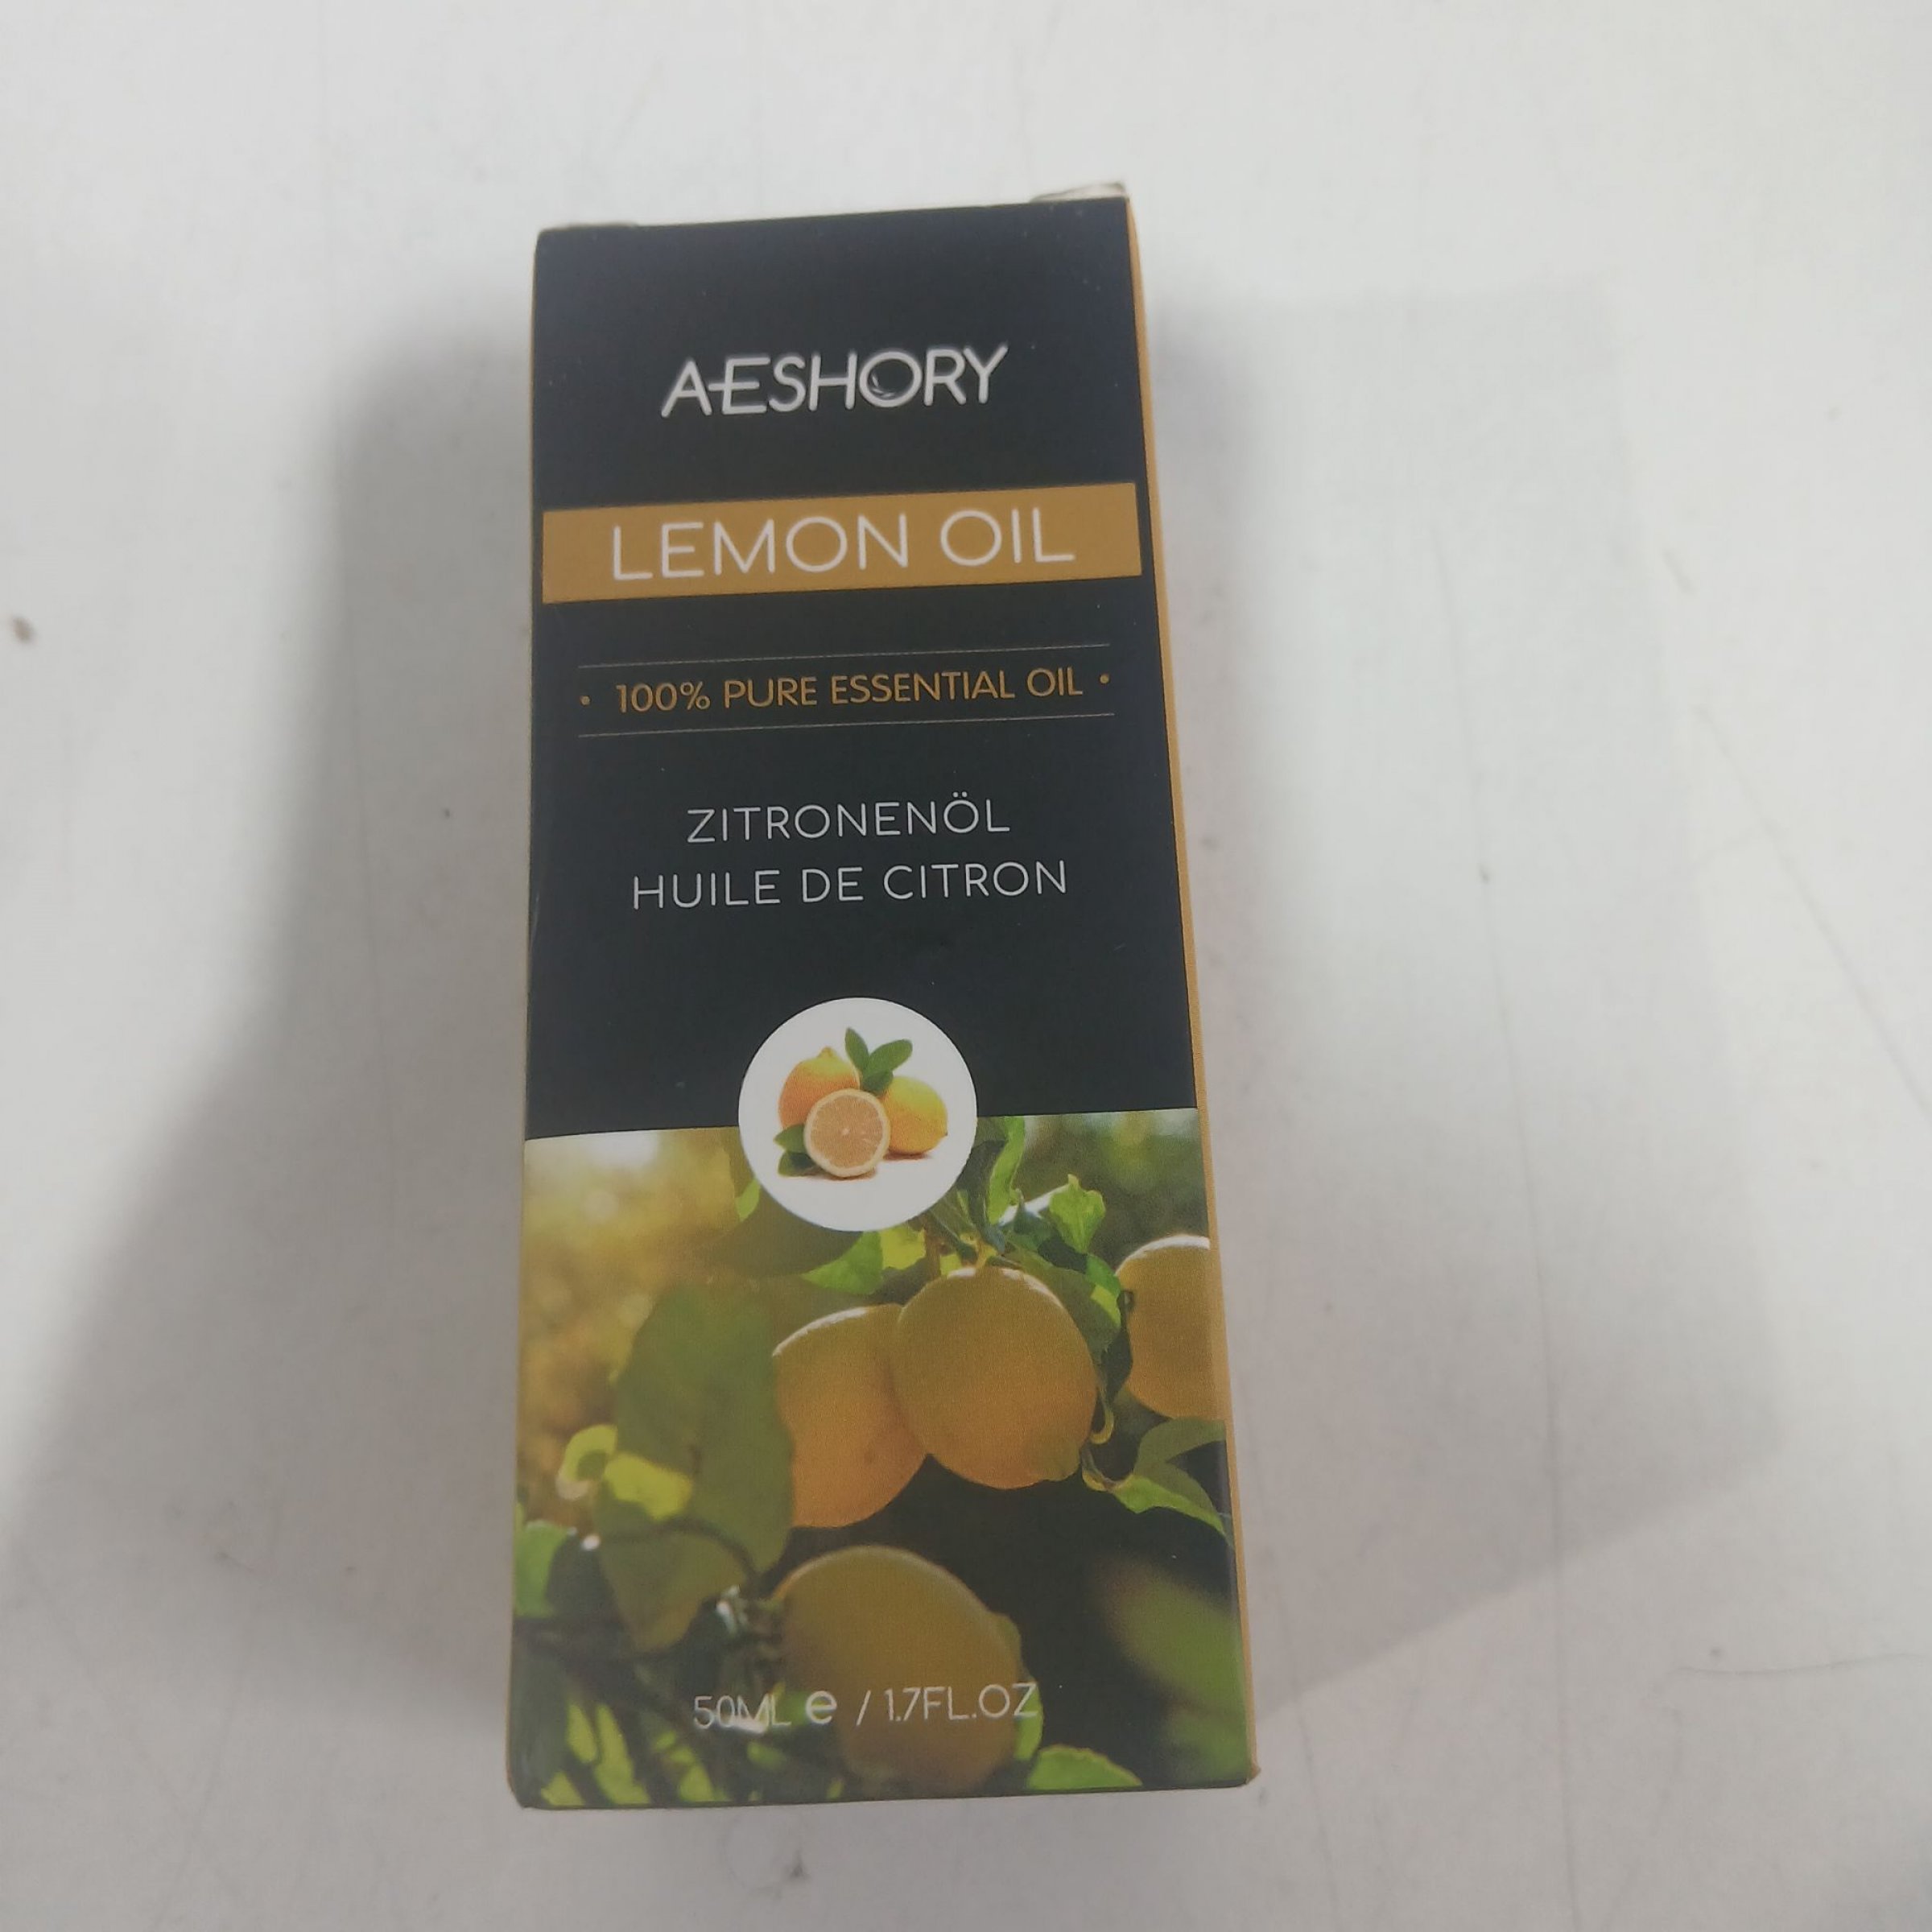 AESHORY
LEMON OIL
• 100% PURE ESSENTIAL OIL •
ZITRONENÖL
HUILE DE CITRON
50ML e / 1.7FL.OZ